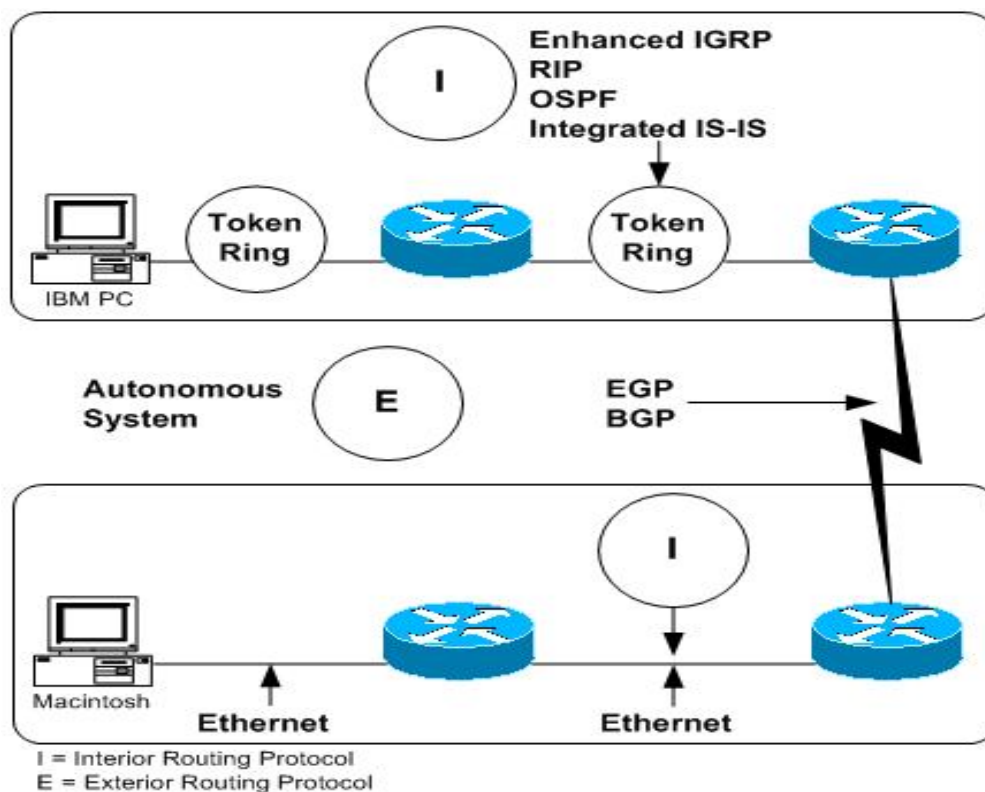 I
Enhanced IGRP
RIP
OSPF
Integrated IS-IS
Token
Ring
Token
Ring
IBM PC
Autonomous
System
E
EGP
BGP
I
Macintosh
Ethernet
Ethernet
I = Interior Routing Protocol
E = Exterior Routing Protocol